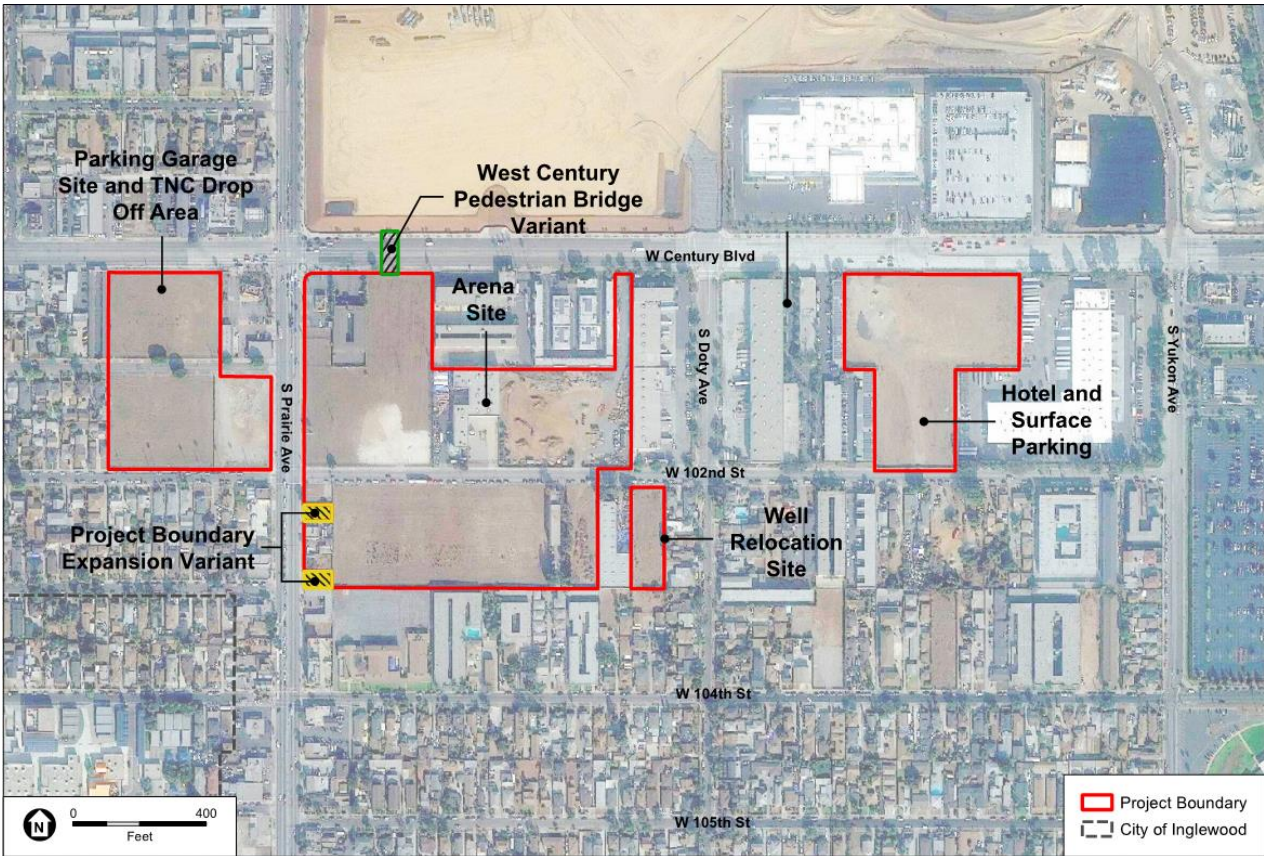 Parking Garage
Site and TNC Drop
Off Area
West Century
Pedestrian Bridge
Variant
W Century Blvd
Arena
Site
S Prairie Ave
S Doty Ave
S Yukon Ave
Hotel and
Surface
Parking
W 102nd St
Project Boundary
Expansion Variant
Well
Relocation
Site
W 104th St
W 105th St
N
0 400
Feet
Project Boundary
City of Inglewood